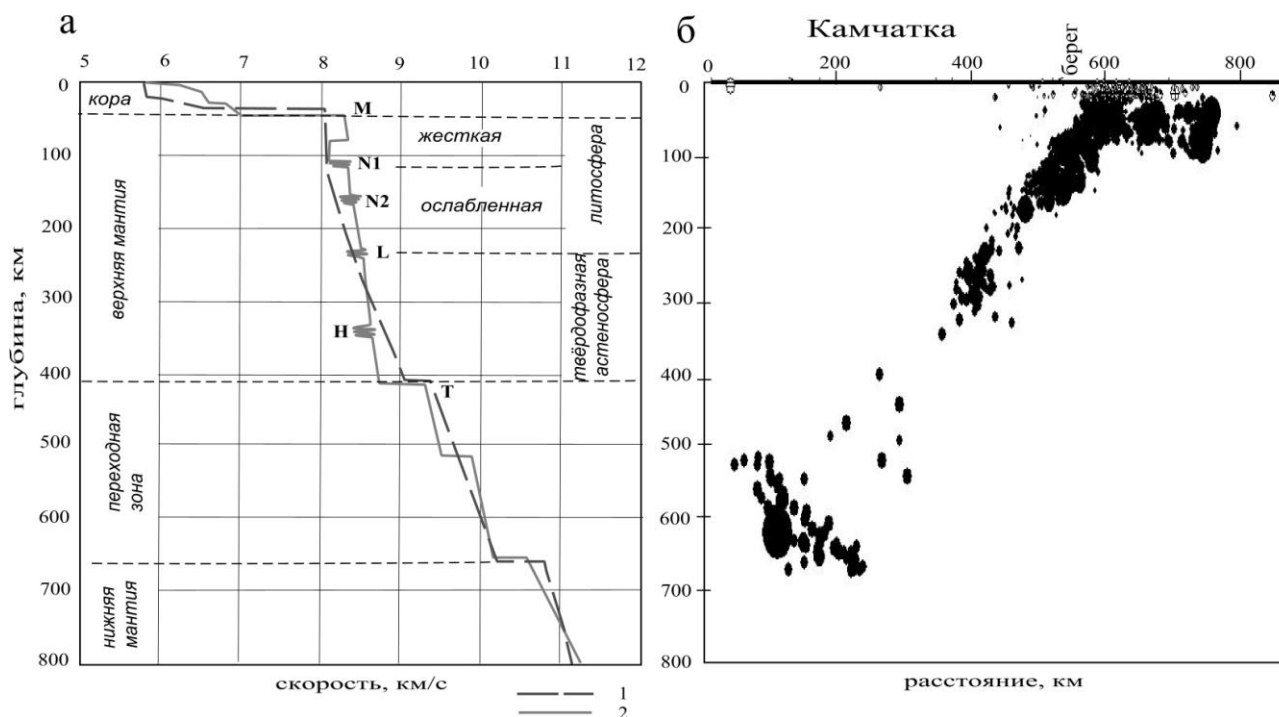 а
5 6 7 8 9 10 11 12
0
100
200
300
400
500
600
700
800
глубина, км
скорость, км/с
кора
верхняя мантия
переходная
зона
нижняя
мантия
M
N1
N2
L
H
T
жесткая
ослабленная
литосфера
твёрдофазная
астеносфера
1
2
б
Камчатка
берег
0 200 400 600 800
0
100
200
300
400
500
600
700
800
расстояние, км